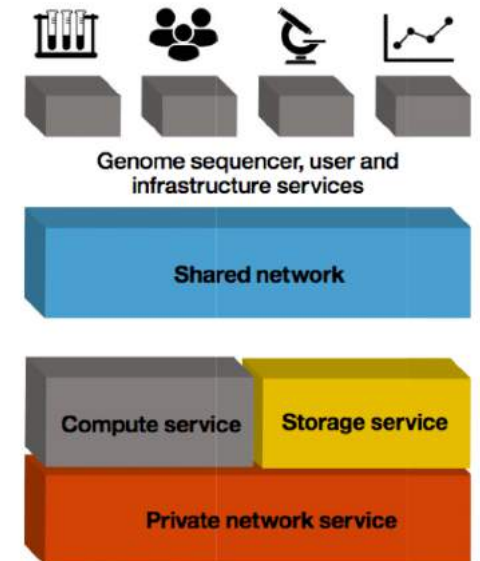 Genome sequencer, user and
infrastructure services
Shared network
Compute service
Storage service
Private network service